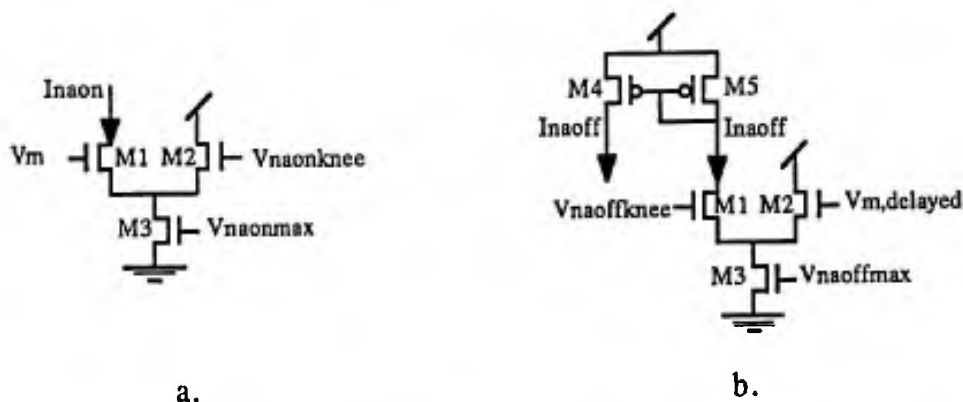 Inaon
Vm
M1
M2
Vnaonknee
M3
Vnaonmax
a.
M4
M5
Inaoff
Inaoff
Vnaoffknee
M1
M2
Vm,delayed
M3
Vnaoffmax
b.